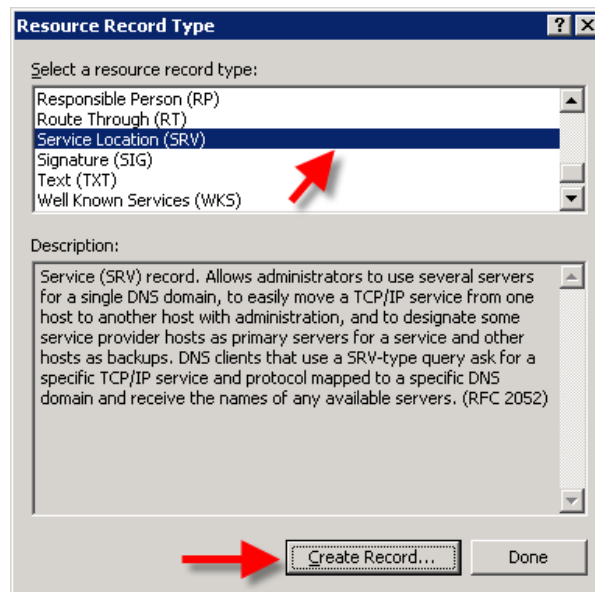 Resource Record Type
Select a resource record type:
Responsible Person (RP)
Route Through (RT)
Service Location (SRV)
Signature (SIG)
Text (TXT)
Well Known Services (WKS)
Description:
Service (SRV) record. Allows administrators to use several servers
for a single DNS domain, to easily move a TCP/IP service from one
host to another host with administration, and to designate some
service provider hosts as primary servers for a service and other
hosts as backups. DNS clients that use a SRV-type query ask for a
specific TCP/IP service and protocol mapped to a specific DNS
domain and receive the names of any available servers. (RFC 2052)
Create Record... Done